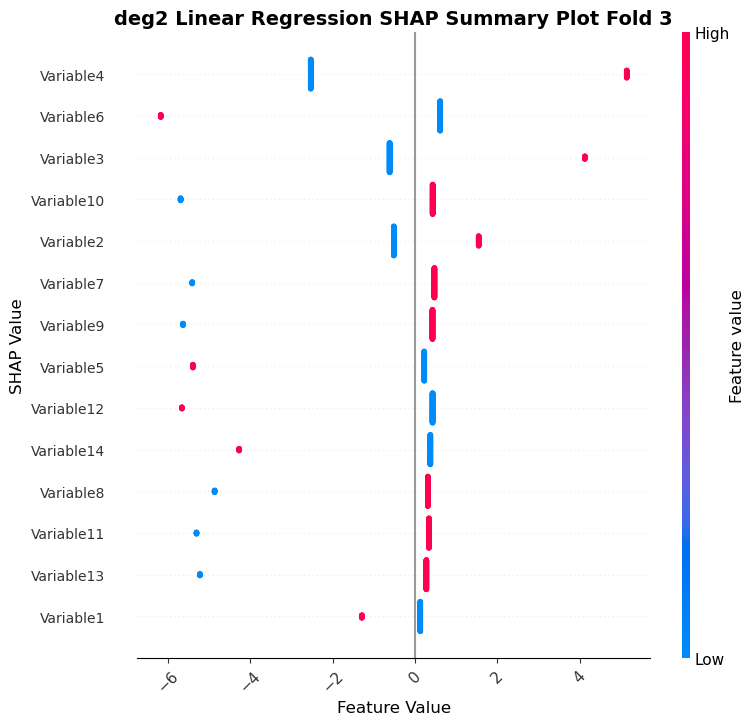 deg2 Linear Regression SHAP Summary Plot Fold 3
High
Variable4
Variable6
Variable3
Variable10
Variable2
Variable7
Variable9
Variable5
Variable12
Variable14
Variable8
Variable11
Variable13
Variable1
SHAP Value
Feature value
Low
−6
−4
−2
0
2
4
Feature Value